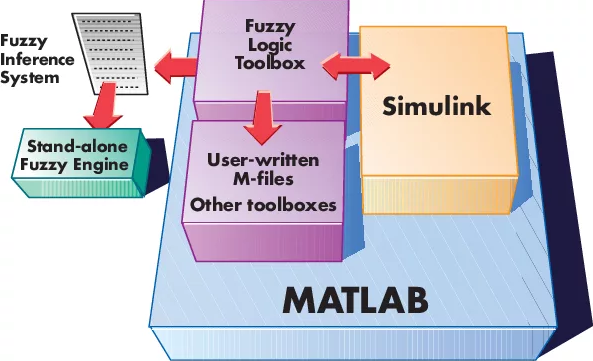 Fuzzy
Inference
System
Fuzzy
Logic
Toolbox
Simulink
Stand-alone
Fuzzy Engine
User-written
M-files
Other toolboxes
MATLAB